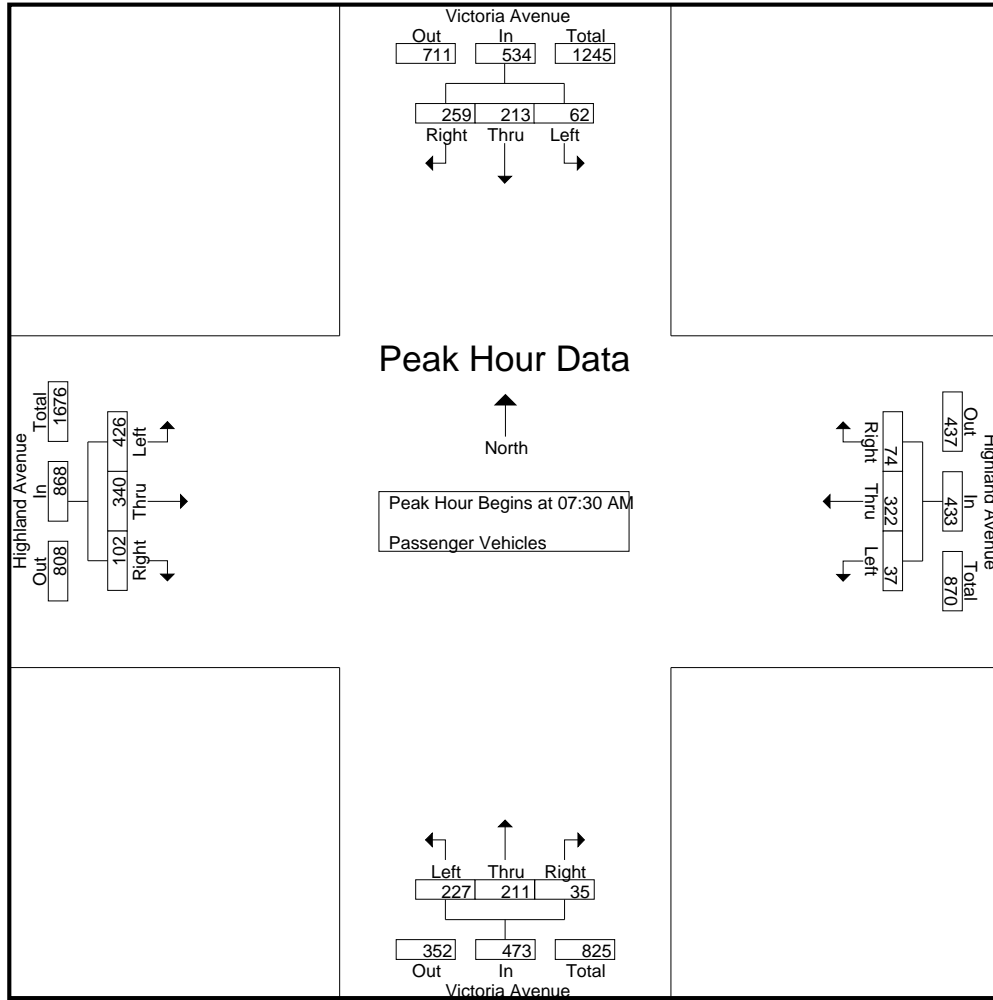 Victoria Avenue
Out In Total
711 534 1245
259 213 62
Right Thru Left
Peak Hour Data
North
Peak Hour Begins at 07:30 AM
Passenger Vehicles
Highland Avenue
Total In Out
1676 868 808
426 340 102
Left Thru Right
Right Thru Left
74 322 37
437 433 870
Out In Total
Highland Avenue
Left Thru Right
227 211 35
352 473 825
Out In Total
Victoria Avenue